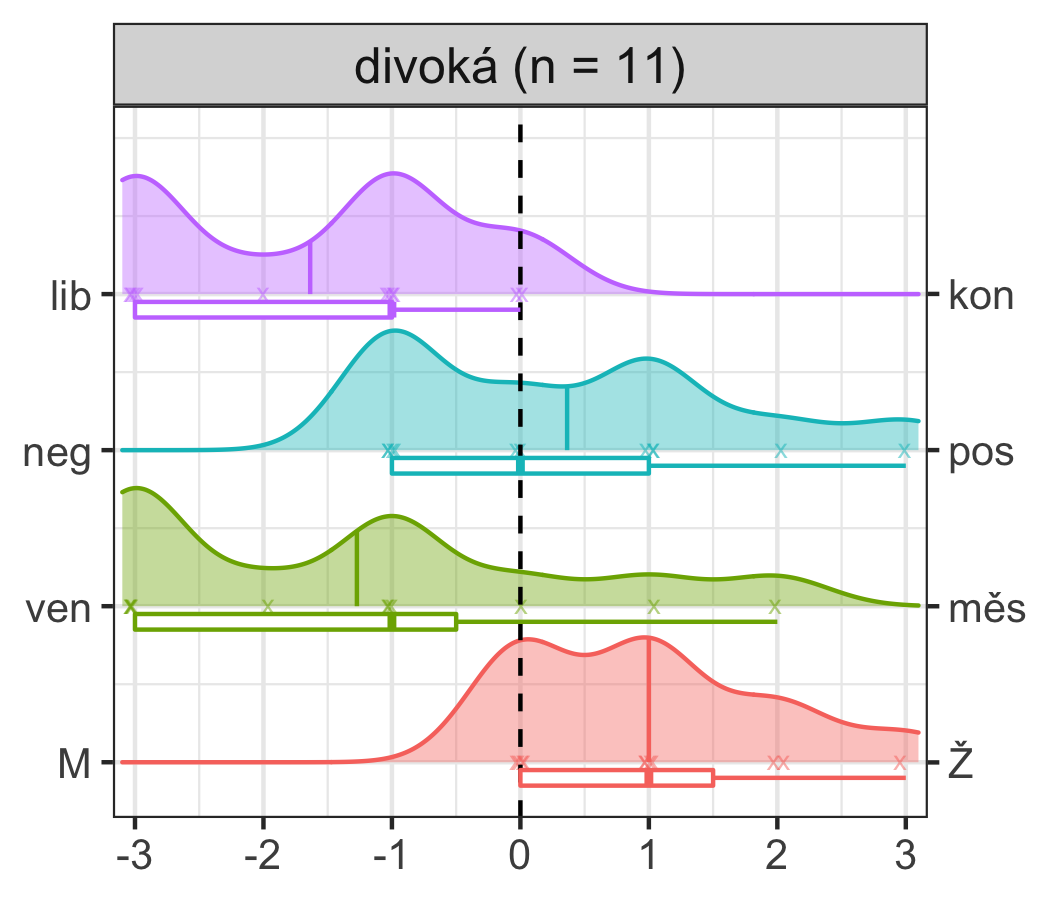 divoká (n = 11)
lib kon
neg pos
ven měs
M Ž
-3 -2 -1 0 1 2 3